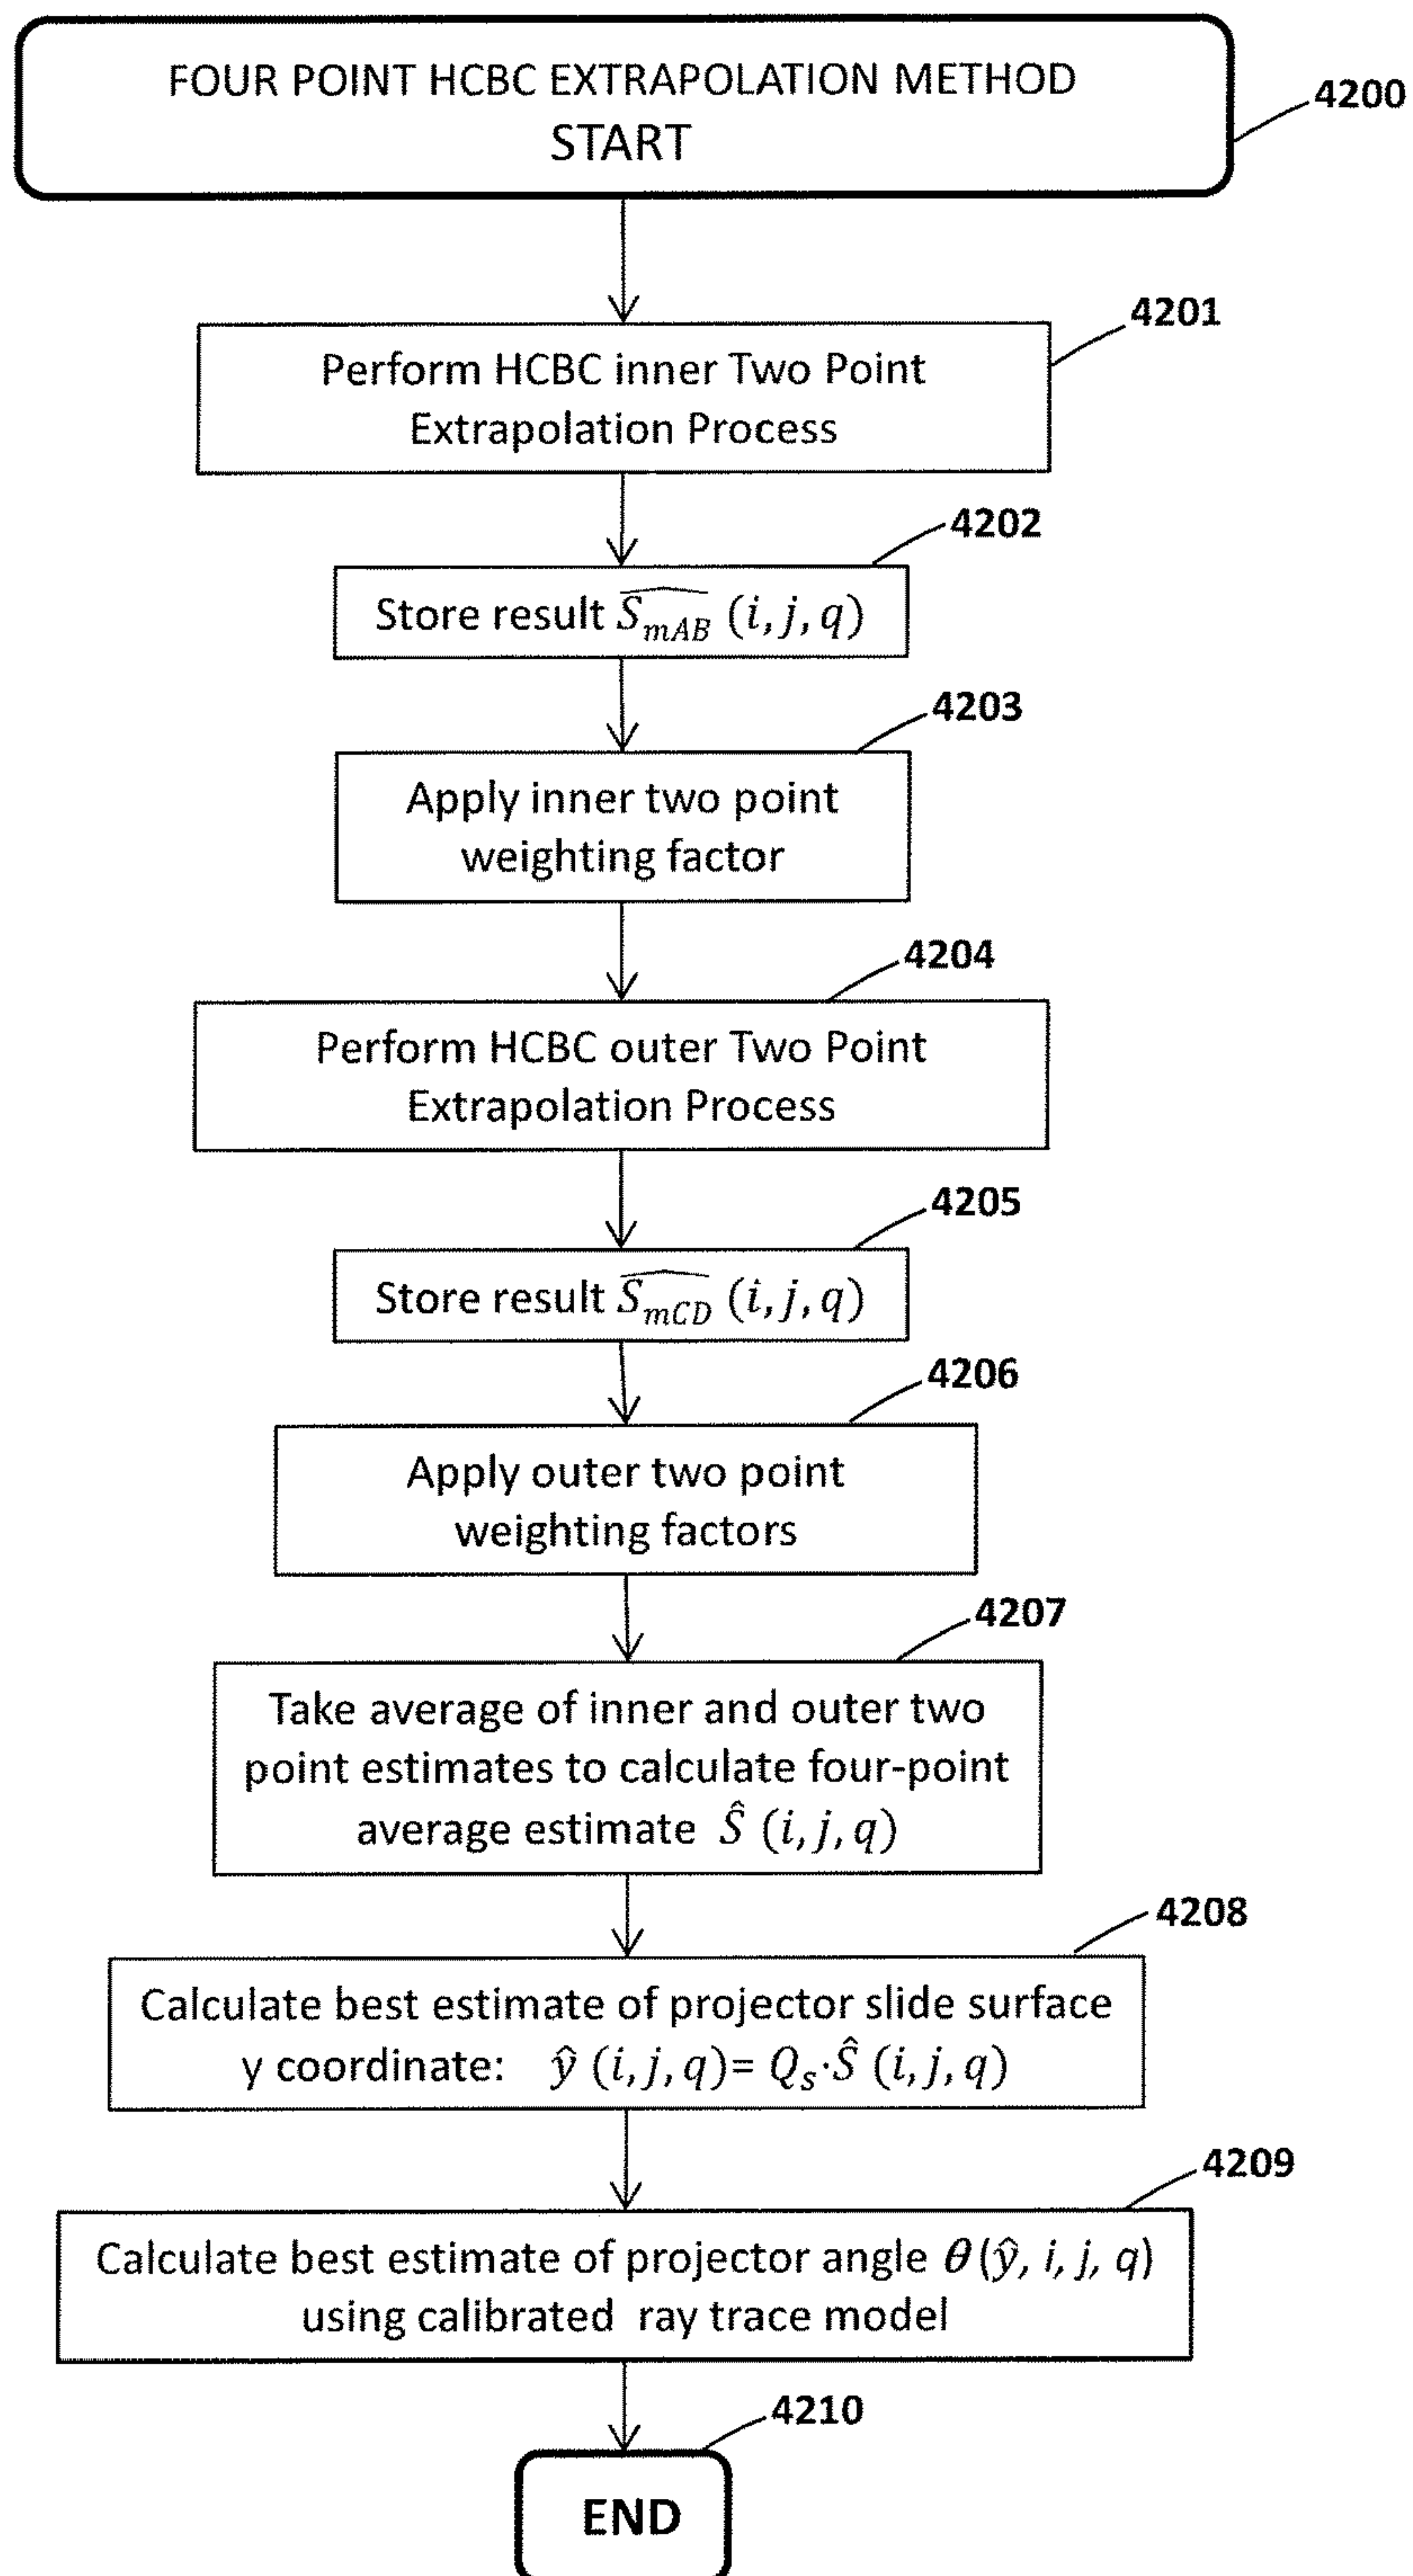 FOUR POINT HCBC EXTRAPOLATION METHOD
START
4200
4201
Perform HCBC inner Two Point
Extrapolation Process
4202
Store result $\widehat{S_{mAB}}$ (i, j, q)
4203
Apply inner two point
weighting factor
4204
Perform HCBC outer Two Point
Extrapolation Process
4205
Store result $\widehat{S_{mCD}}$ (i, j, q)
4206
Apply outer two point
weighting factors
4207
Take average of inner and outer two
point estimates to calculate four-point
average estimate Ŝ (i, j, q)
4208
Calculate best estimate of projector slide surface
y coordinate: ŷ (i, j, q)= Qₛ·Ŝ (i, j, q)
4209
Calculate best estimate of projector angle θ(ŷ, i, j, q)
using calibrated ray trace model
4210
END